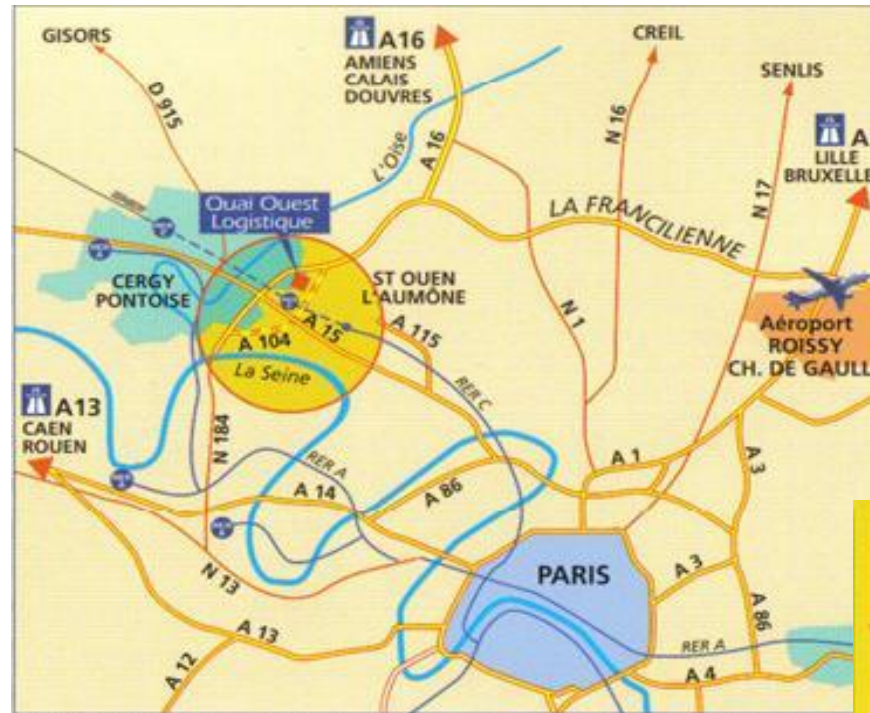 GISORS
A16
AMIENS
CALAIS
DOUVRES
CREIL
SENLIS
A
LILLE
BRUXELLE
D 915
L'Oise
A 16
N 16
N 17
LA FRANCILIENNE
Quai Ouest
Logistique
CERGY
PONTOISE
ST OUEN
L'AUMÔNE
A 15
A 115
A 104
La Seine
N 1
Aéroport
ROISSY
CH. DE GAULL
A13
CAEN
ROUEN
N 184
RER C
RER A
A 14
A 86
A 1
A 3
N 13
PARIS
A 3
A 86
A 13
A 12
RER A
A 4